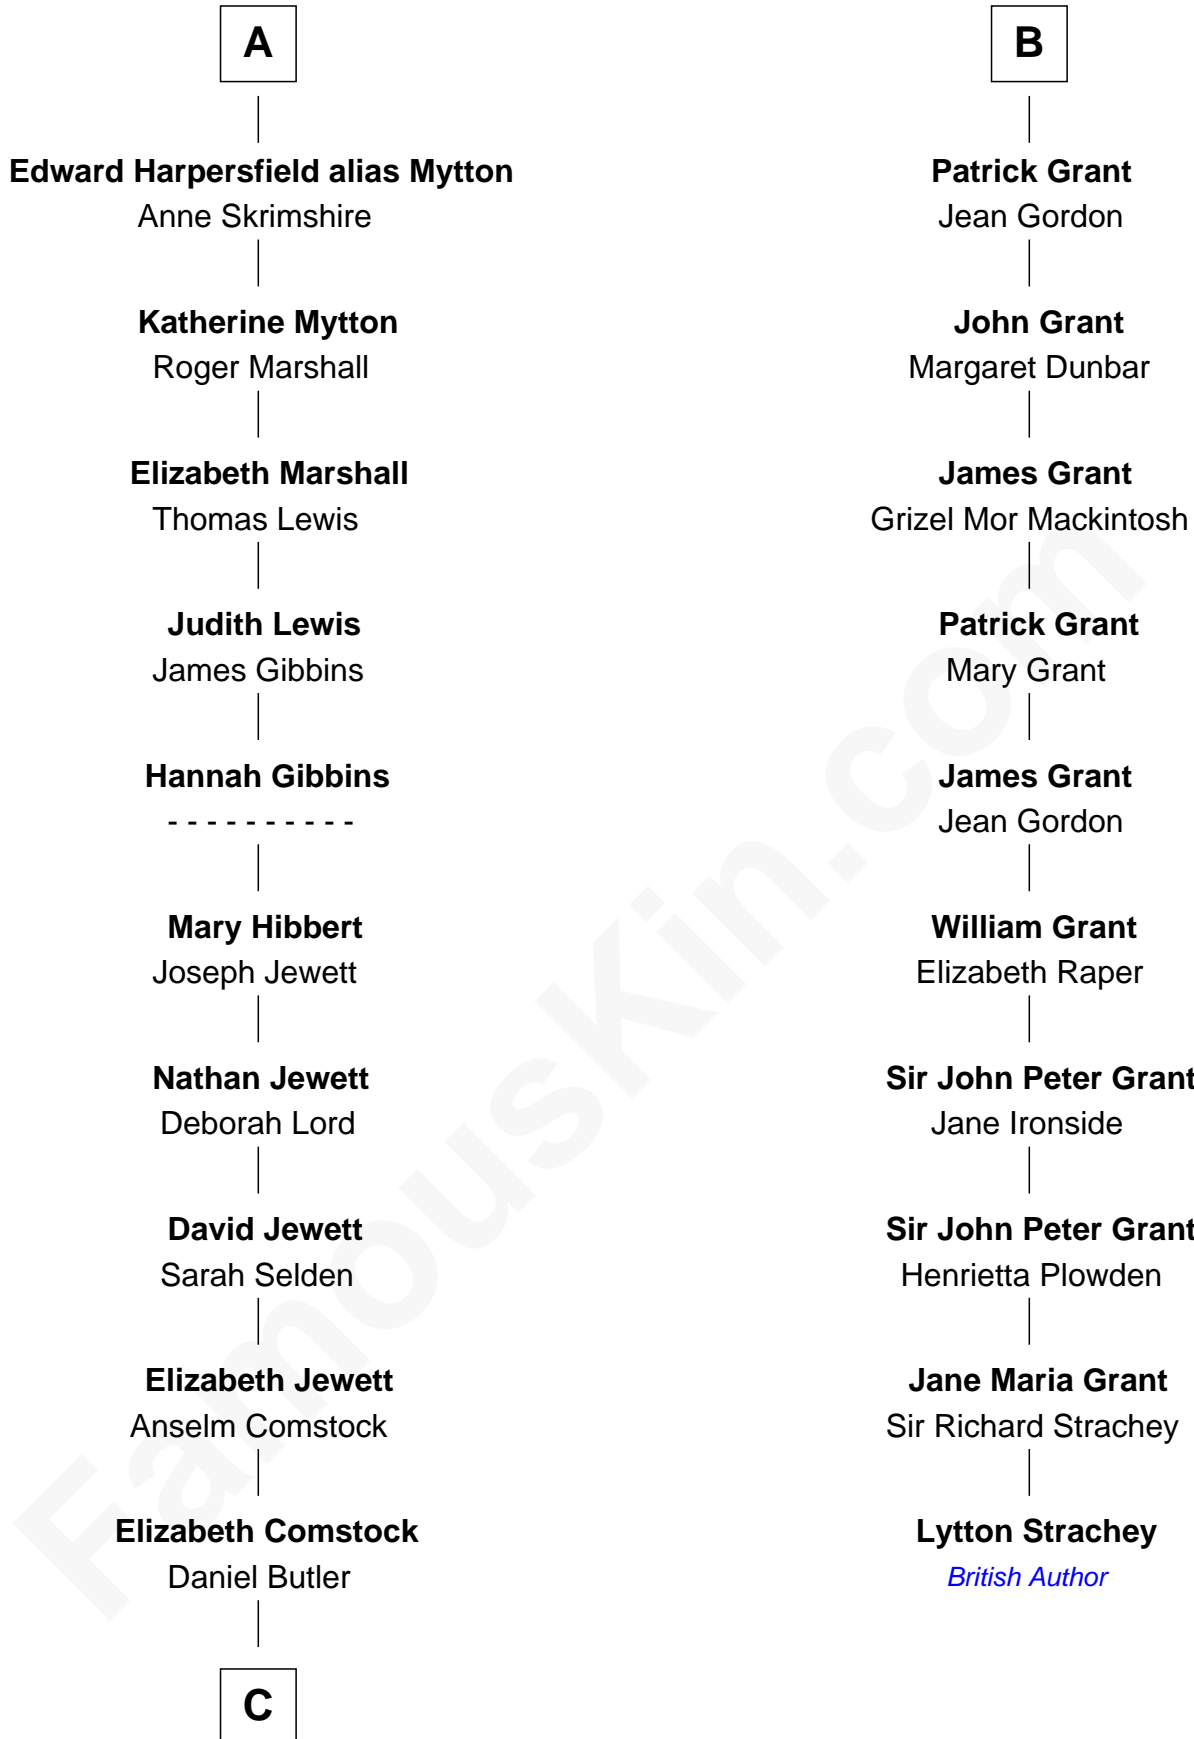 A
Edward Harpersfield alias Mytton
Anne Skrimshire
Katherine Mytton
Roger Marshall
Elizabeth Marshall
Thomas Lewis
Judith Lewis
James Gibbins
Hannah Gibbins
- - - - - - - - - -
Mary Hibbert
Joseph Jewett
Nathan Jewett
Deborah Lord
David Jewett
Sarah Selden
Elizabeth Jewett
Anselm Comstock
Elizabeth Comstock
Daniel Butler
C
B
Patrick Grant
Jean Gordon
John Grant
Margaret Dunbar
James Grant
Grizel Mor Mackintosh
Patrick Grant
Mary Grant
James Grant
Jean Gordon
William Grant
Elizabeth Raper
Sir John Peter Grant
Jane Ironside
Sir John Peter Grant
Henrietta Plowden
Jane Maria Grant
Sir Richard Strachey
Lytton Strachey
British Author
FamousKin.com